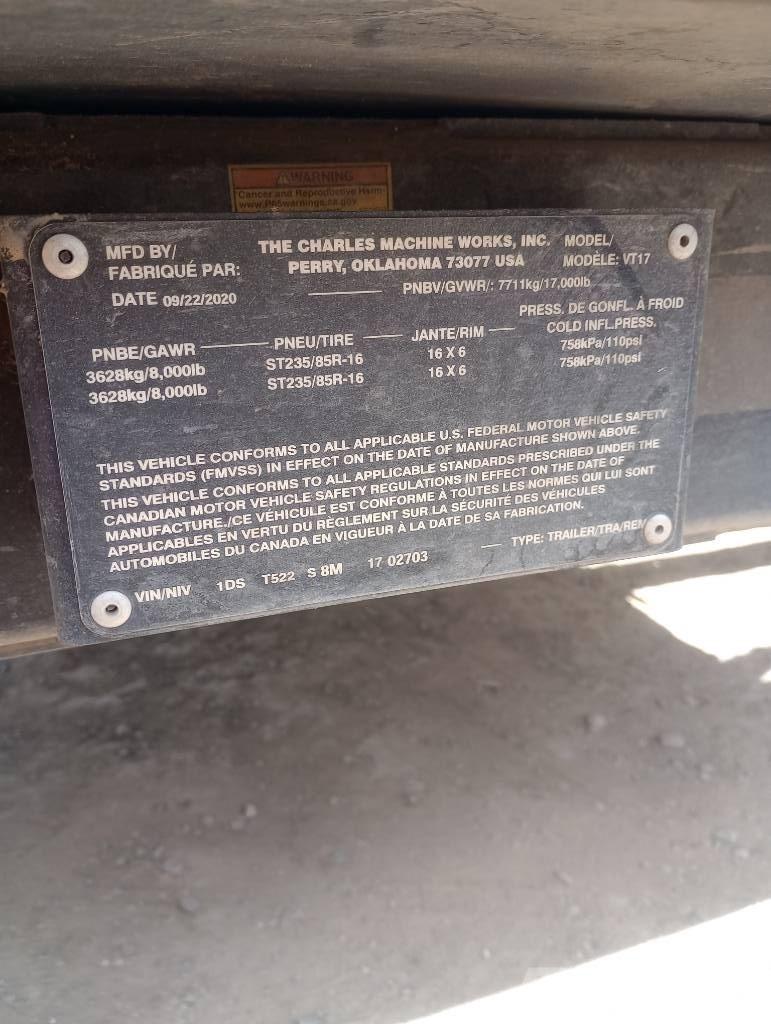 WARNING
Cancer and Reproductive Harm-
www.P65warnings.ca.gov
MFD BY/ THE CHARLES MACHINE WORKS, INC. MODEL/
FABRIQUÉ PAR: PERRY, OKLAHOMA 73077 USA MODÈLE: VT17
DATE 09/22/2020 PNBV/GVWR/: 7711kg/17,000lb
PRESS. DE GONFL. À FROID
PNBE/GAWR PNEU/TIRE JANTE/RIM COLD INFL.PRESS.
3628kg/8,000lb ST235/85R-16 16 X 6 758kPa/110psi
3628kg/8,000lb ST235/85R-16 16 X 6 758kPa/110psi
THIS VEHICLE CONFORMS TO ALL APPLICABLE U.S. FEDERAL MOTOR VEHICLE SAFETY
STANDARDS (FMVSS) IN EFFECT ON THE DATE OF MANUFACTURE SHOWN ABOVE.
THIS VEHICLE CONFORMS TO ALL APPLICABLE STANDARDS PRESCRIBED UNDER THE
CANADIAN MOTOR VEHICLE SAFETY REGULATIONS IN EFFECT ON THE DATE OF
MANUFACTURE./CE VÉHICULE EST CONFORME À TOUTES LES NORMES QUI LUI SONT
APPLICABLES EN VERTU DU RÈGLEMENT SUR LA SÉCURITÉ DES VÉHICULES
AUTOMOBILES DU CANADA EN VIGUEUR À LA DATE DE SA FABRICATION.
TYPE: TRAILER/TRA/REM
VIN/NIV 1DS T522 S 8M 17 02703